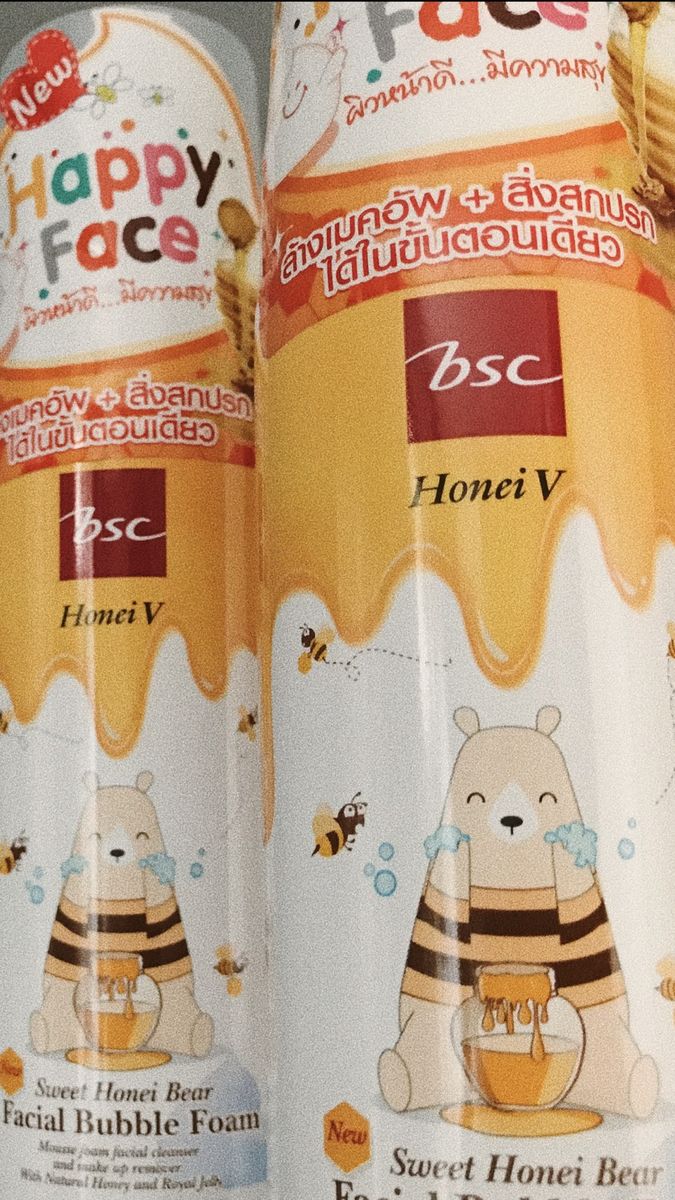 New
Happy
Face
ผิวหน้าดี...มีความสุข
เมคอัพ + สิ่งสกปรก
ได้ในขั้นตอนเดียว
bsc
Honei V
New
Sweet Honei Bear
Facial Bubble Foam
Mousse foam facial cleanser
and make up remover
With Natural Honey and Royal Jelly
Face
ผิวหน้าดี...มีความสุข
ล้างเมคอัพ + สิ่งสกปรก
ได้ในขั้นตอนเดียว
bsc
Honei V
New
Sweet Honei Bear